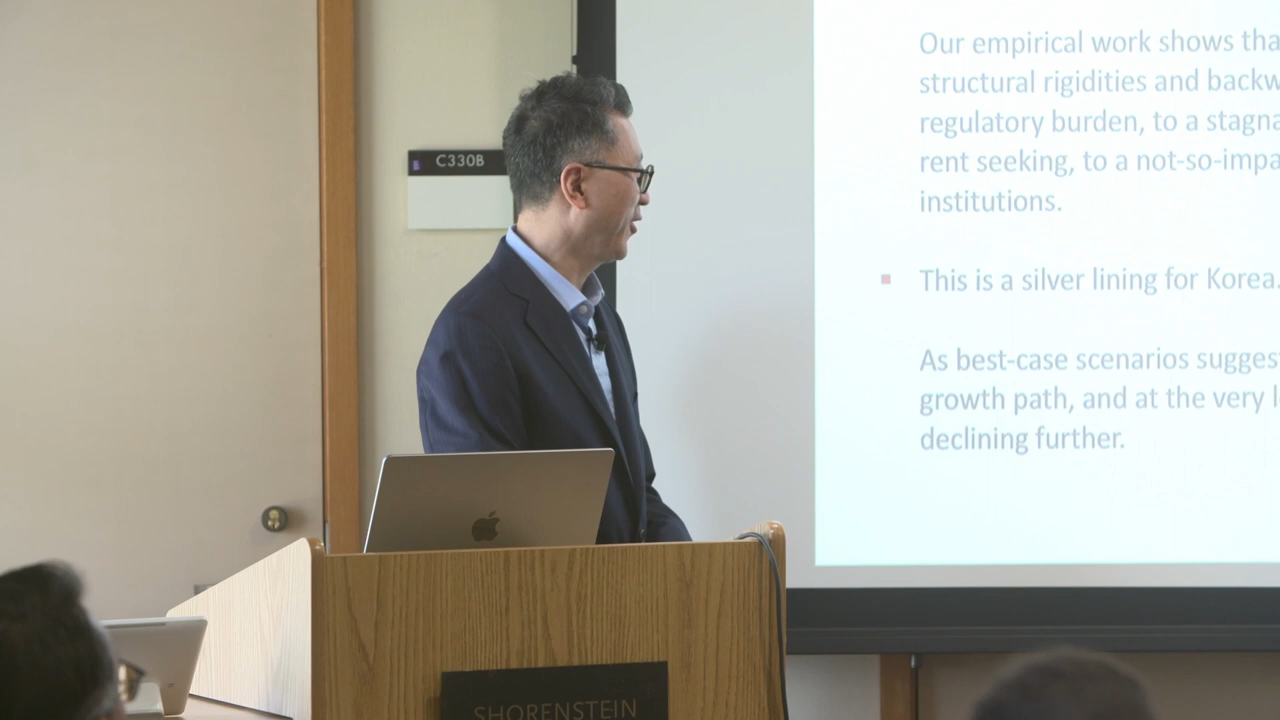 C330B
Our empirical work shows tha
structural rigidities and backw
regulatory burden, to a stagna
rent seeking, to a not-so-impa
institutions.
This is a silver lining for Korea.
As best-case scenarios sugges
growth path, and at the very l
declining further.
SHORENSTEIN